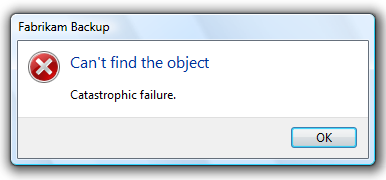 Fabrikam Backup
Can't find the object
Catastrophic failure.
OK